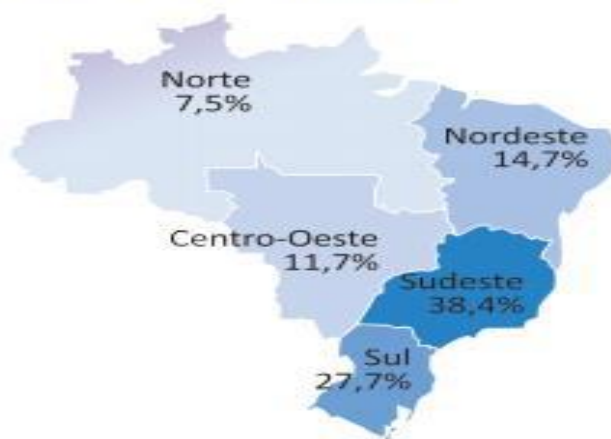 Norte
7,5%
Nordeste
14,7%
Centro-Oeste
11,7%
Sudeste
38,4%
Sul
27,7%